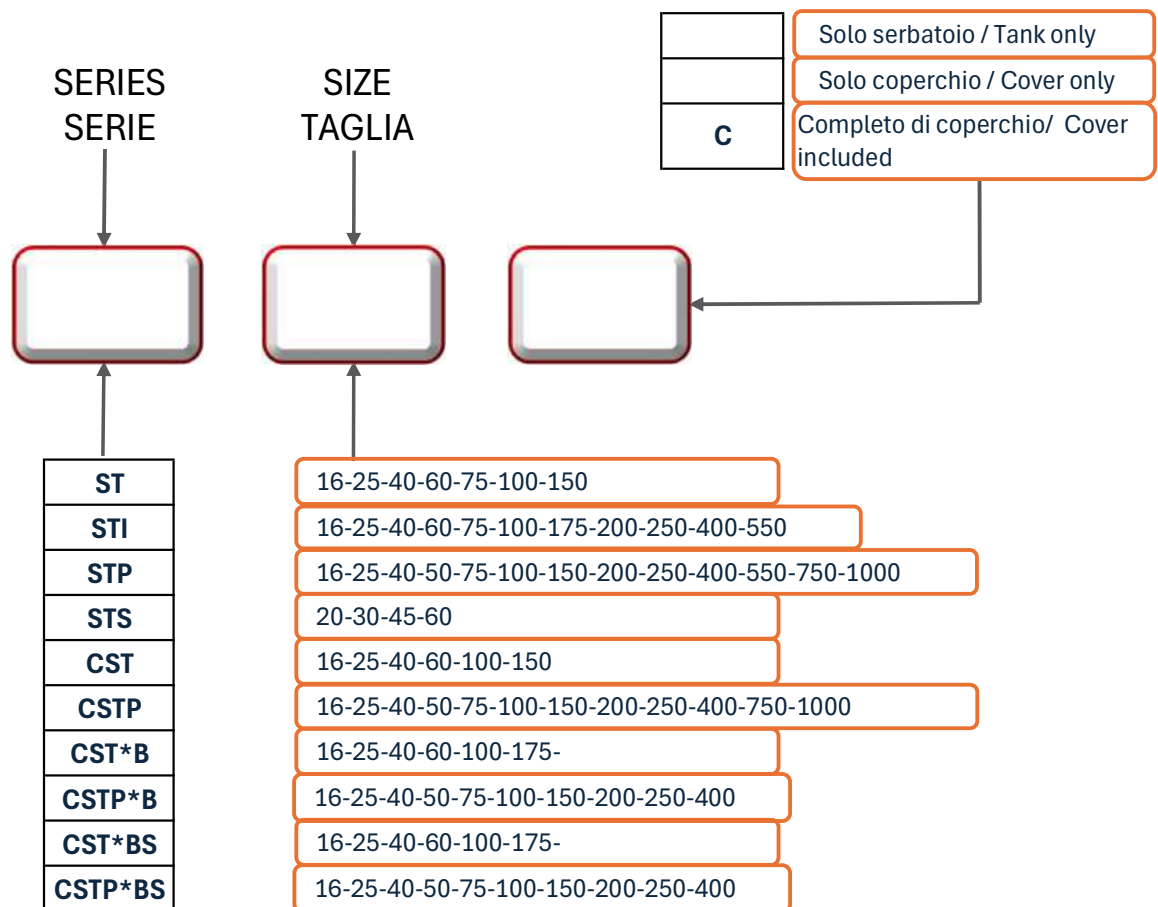 SERIES
SERIE
SIZE
TAGLIA
Solo serbatoio / Tank only
Solo coperchio / Cover only
C
Completo di coperchio/ Cover
included
ST
16-25-40-60-75-100-150
STI
16-25-40-60-75-100-175-200-250-400-550
STP
16-25-40-50-75-100-150-200-250-400-550-750-1000
STS
20-30-45-60
CST
16-25-40-60-100-150
CSTP
16-25-40-50-75-100-150-200-250-400-750-1000
CST*B
16-25-40-60-100-175-
CSTP*B
16-25-40-50-75-100-150-200-250-400
CST*BS
16-25-40-60-100-175-
CSTP*BS
16-25-40-50-75-100-150-200-250-400